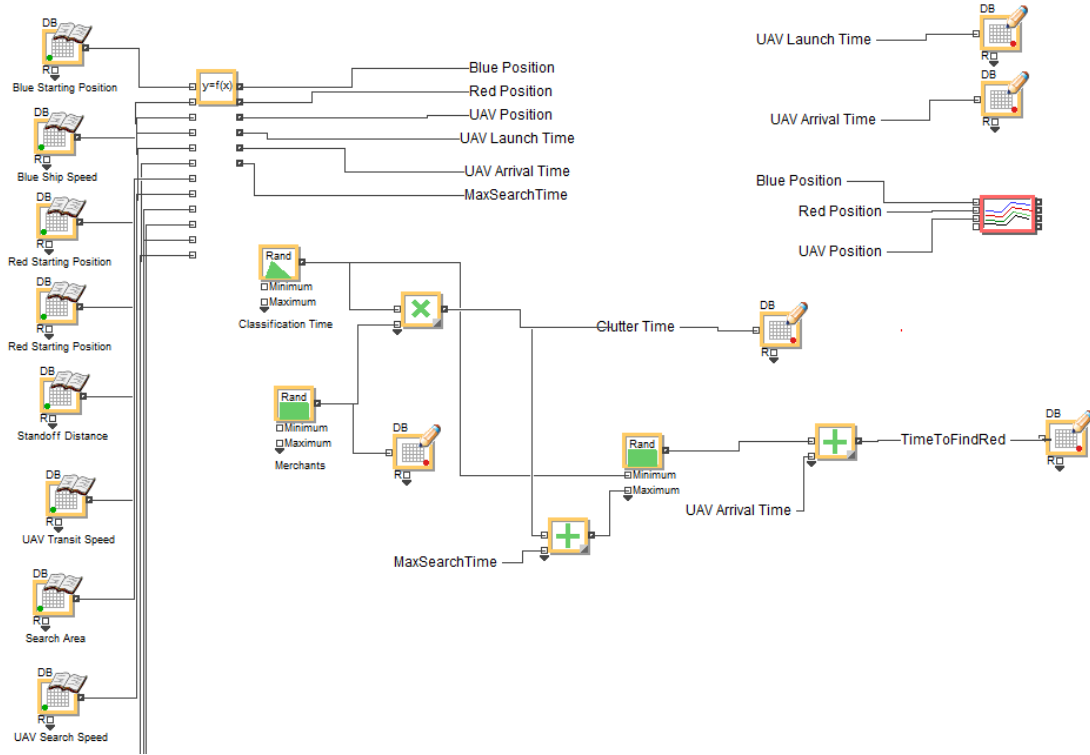 DB
R
Blue Starting Position
DB
R
Blue Ship Speed
DB
R
Red Starting Position
DB
R
Red Starting Position
DB
R
Standoff Distance
DB
R
UAV Transit Speed
DB
R
Search Area
DB
R
UAV Search Speed
y=f(x)
Blue Position
Red Position
UAV Position
UAV Launch Time
UAV Arrival Time
MaxSearchTime
Rand
Minimum
Maximum
Classification Time
Rand
Minimum
Maximum
Merchants
DB
R
Clutter Time
DB
R
MaxSearchTime
Rand
Minimum
Maximum
UAV Arrival Time
TimeToFindRed
DB
R
UAV Launch Time
DB
R
UAV Arrival Time
DB
R
Blue Position
Red Position
UAV Position